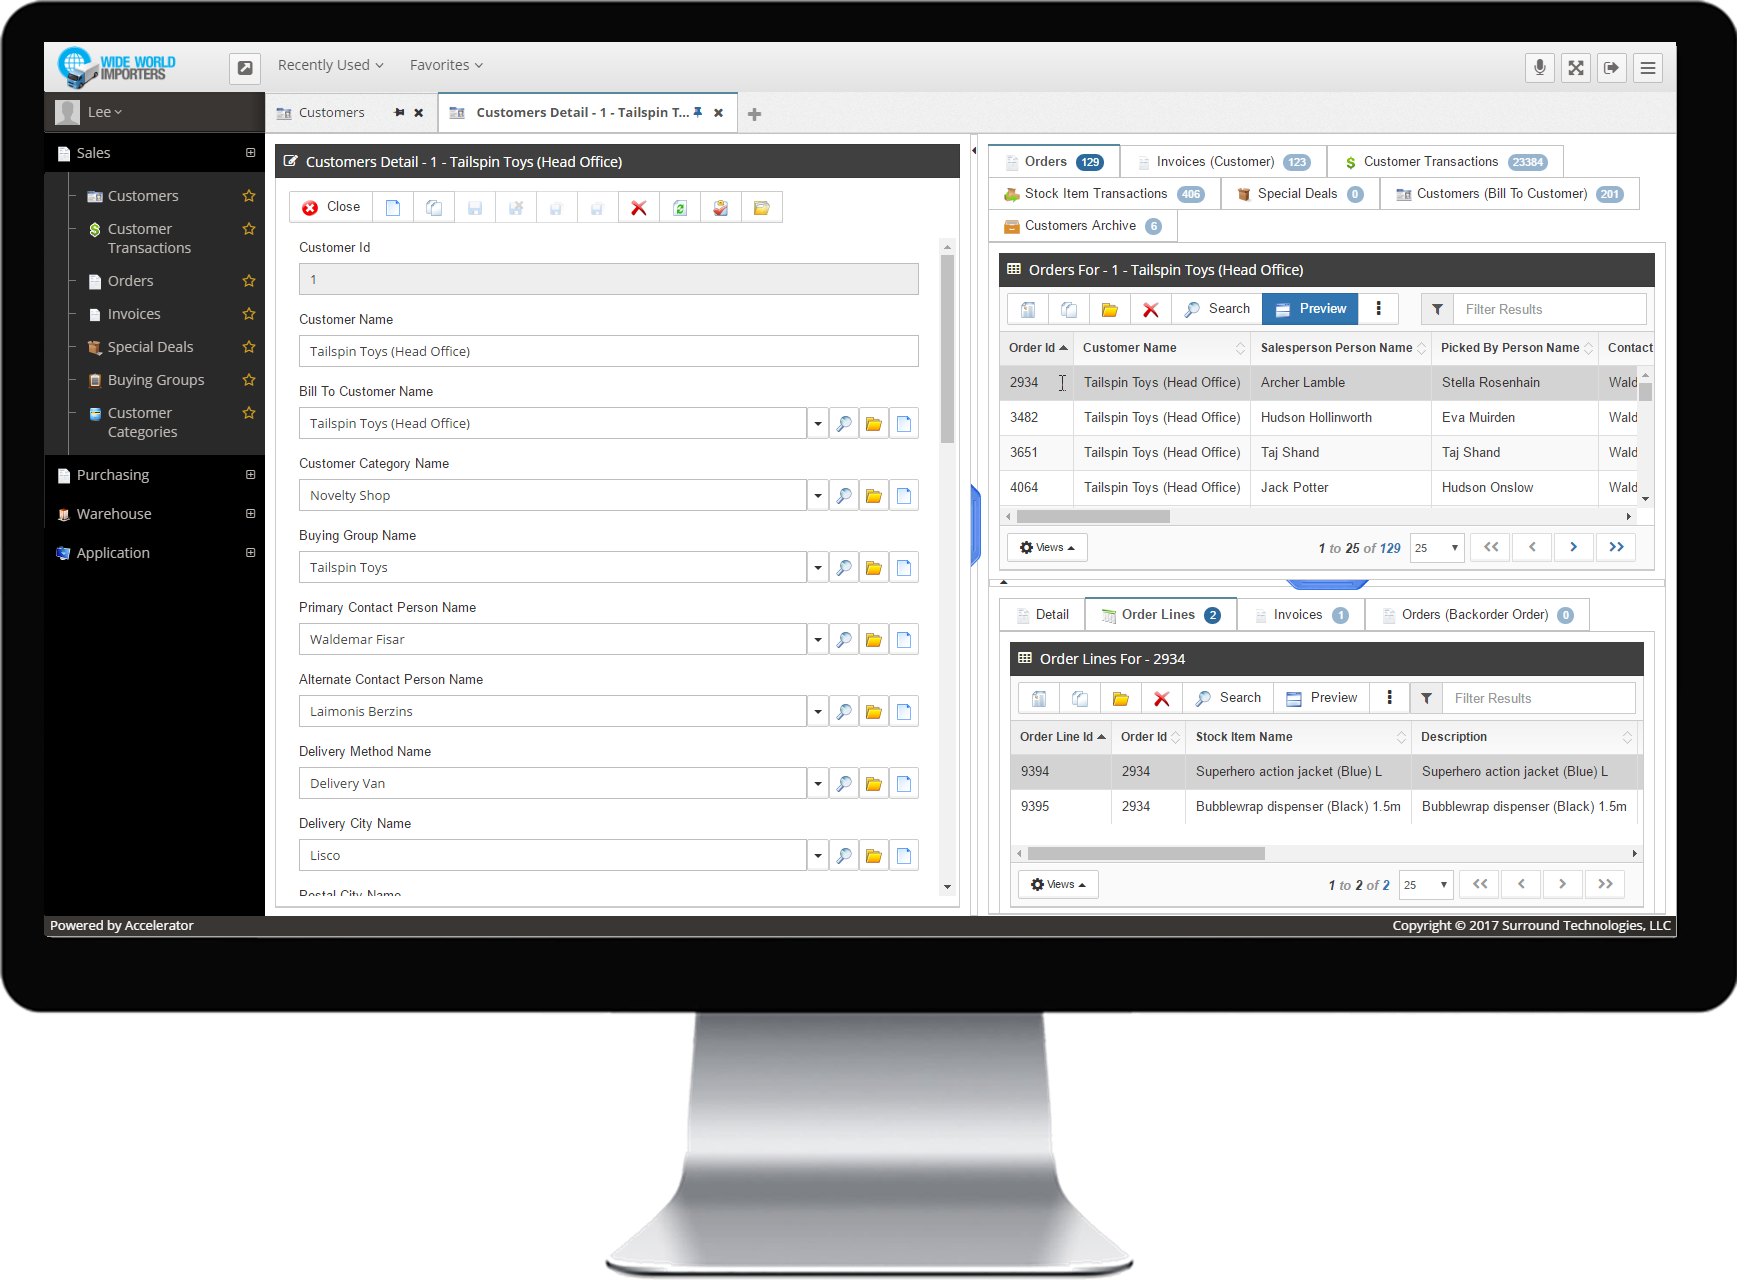 WIDE WORLD
IMPORTERS
Recently Used
Favorites
Lee
Customers
Customers Detail - 1 - Tailspin T...
Sales
Customers
Customer
Transactions
Orders
Invoices
Special Deals
Buying Groups
Customer
Categories
Purchasing
Warehouse
Application
Customers Detail - 1 - Tailspin Toys (Head Office)
Close
Customer Id
1
Customer Name
Tailspin Toys (Head Office)
Bill To Customer Name
Tailspin Toys (Head Office)
Customer Category Name
Novelty Shop
Buying Group Name
Tailspin Toys
Primary Contact Person Name
Waldemar Fisar
Alternate Contact Person Name
Laimonis Berzins
Delivery Method Name
Delivery Van
Delivery City Name
Lisco
Postal City Name
Orders 129
Invoices (Customer) 123
Customer Transactions 23384
Stock Item Transactions 406
Special Deals 0
Customers (Bill To Customer) 201
Customers Archive 6
Orders For - 1 - Tailspin Toys (Head Office)
Search
Preview
Filter Results
Order Id Customer Name Salesperson Person Name Picked By Person Name Contact
2934 Tailspin Toys (Head Office) Archer Lamble Stella Rosenhain Wald
3482 Tailspin Toys (Head Office) Hudson Hollinworth Eva Muirden Wald
3651 Tailspin Toys (Head Office) Taj Shand Taj Shand Wald
4064 Tailspin Toys (Head Office) Jack Potter Hudson Onslow Wald
Views
1 to 25 of 129
25
Detail
Order Lines 2
Invoices 1
Orders (Backorder Order) 0
Order Lines For - 2934
Search
Preview
Filter Results
Order Line Id Order Id Stock Item Name Description
9394 2934 Superhero action jacket (Blue) L Superhero action jacket (Blue) L
9395 2934 Bubblewrap dispenser (Black) 1.5m Bubblewrap dispenser (Black) 1.5m
Views
1 to 2 of 2
25
Powered by Accelerator
Copyright © 2017 Surround Technologies, LLC